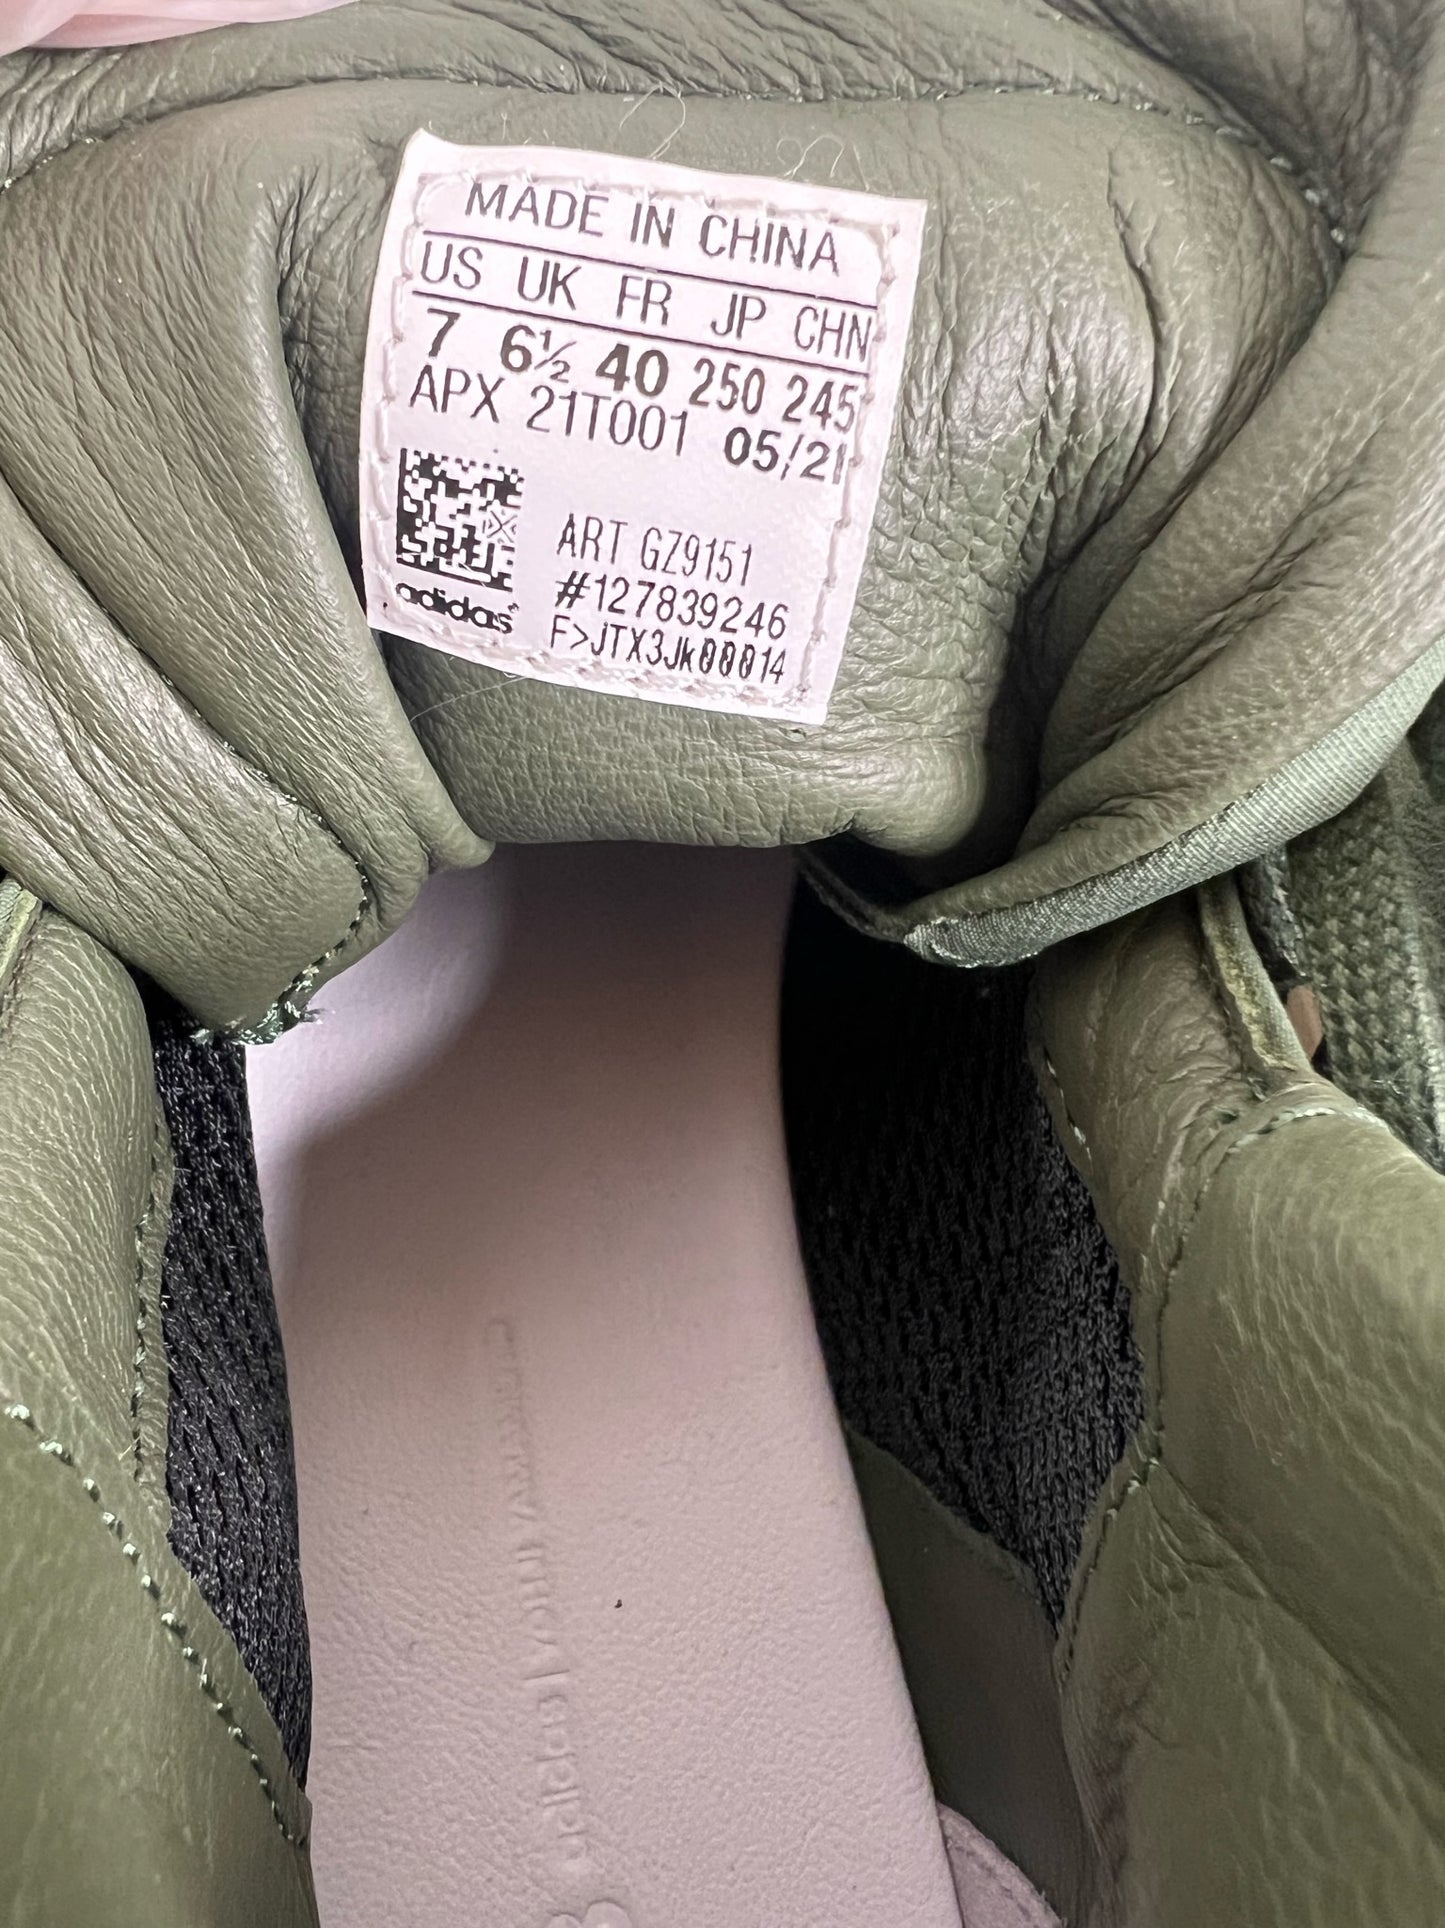 MADE IN CHINA
US UK FR JP CHN
7 6½ 40 250 245
APX 21T001 05/21
ART GZ9151
#127839246
F>JTX3Jk00014
adidas
adidas | Y